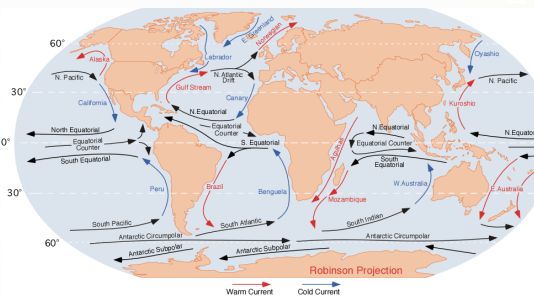 60°
30°
0°
30°
60°
Alaska
N. Pacific
California
North Equatorial
Equatorial
Counter
South Equatorial
Peru
South Pacific
Antarctic Circumpolar
Antarctic Subpolar
Labrador
E. Greenland
Norwegian
N. Atlantic
Drift
Gulf Stream
Canary
N. Equatorial
Equatorial
Counter
S. Equatorial
Brazil
Benguela
South Atlantic
Antarctic Subpolar
Agulhas
Mozambique
N. Equatorial
Equatorial Counter
South
Equatorial
W. Australia
South Indian
Antarctic Circumpolar
Oyashio
N. Pacific
Kuroshio
N. Equato
E. Australia
Robinson Projection
Warm Current
Cold Current